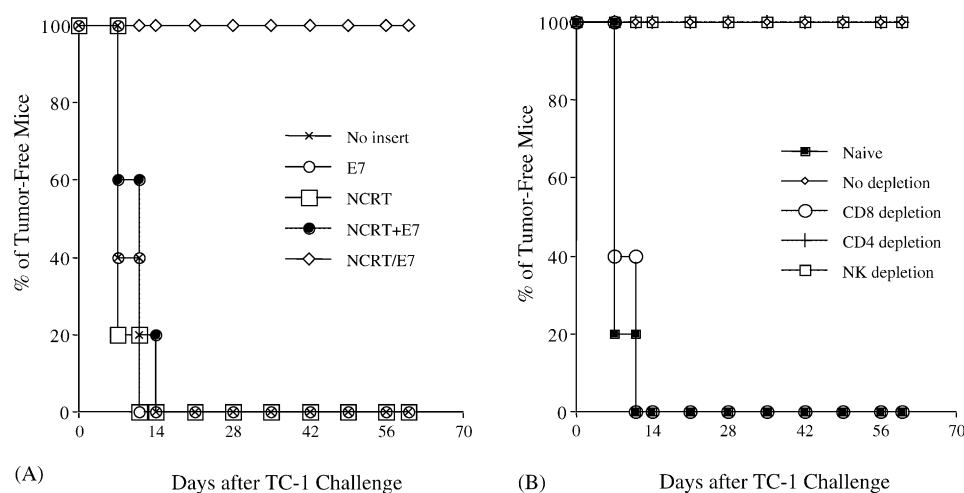 % of Tumor-Free Mice
100
80
60
40
20
0
0 14 28 42 56 70
No insert
E7
NCRT
NCRT+E7
NCRT/E7
(A) Days after TC-1 Challenge
% of Tumor-Free Mice
100
80
60
40
20
0
0 14 28 42 56 70
Naive
No depletion
CD8 depletion
CD4 depletion
NK depletion
(B) Days after TC-1 Challenge